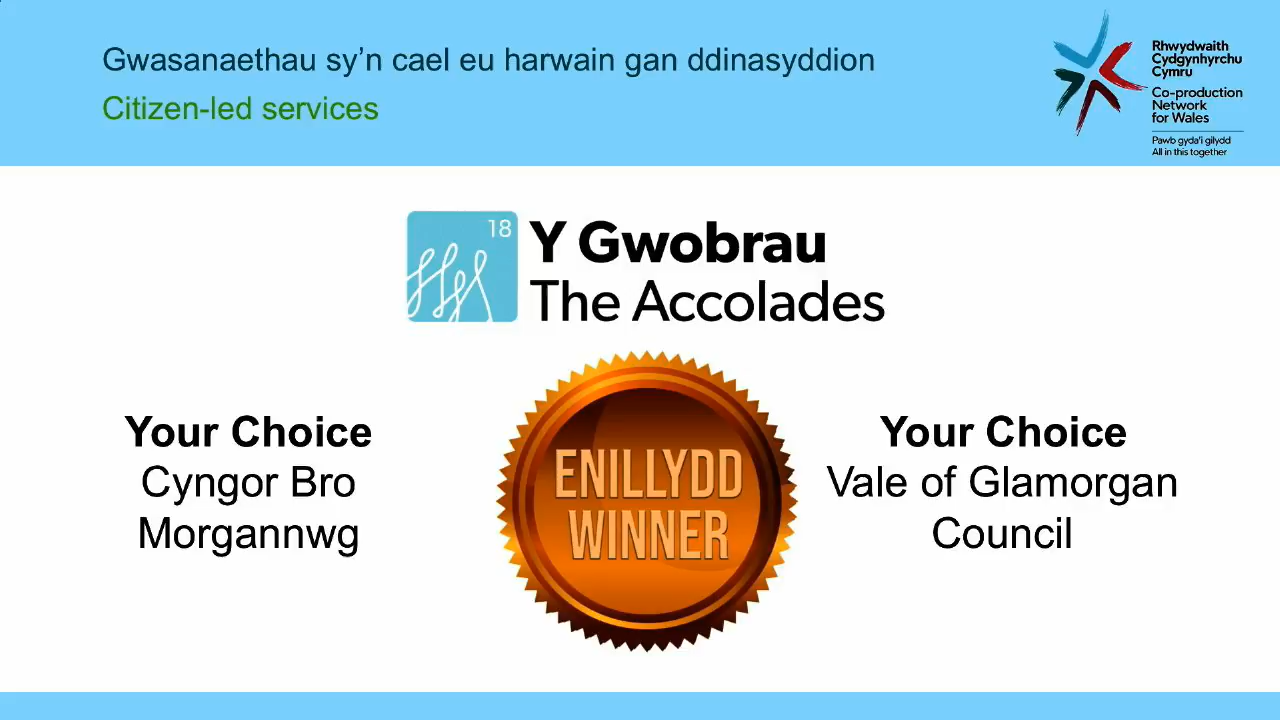 Gwasanaethau sy’n cael eu harwain gan ddinasyddion
Citizen-led services
Rhwydwaith
Cydgynhyrchu
Cymru
Co-production
Network
for Wales
Pawb gyda'i gilydd
All in this together
18
Y Gwobrau
The Accolades
Your Choice
Cyngor Bro
Morgannwg
ENILLYDD
WINNER
Your Choice
Vale of Glamorgan
Council